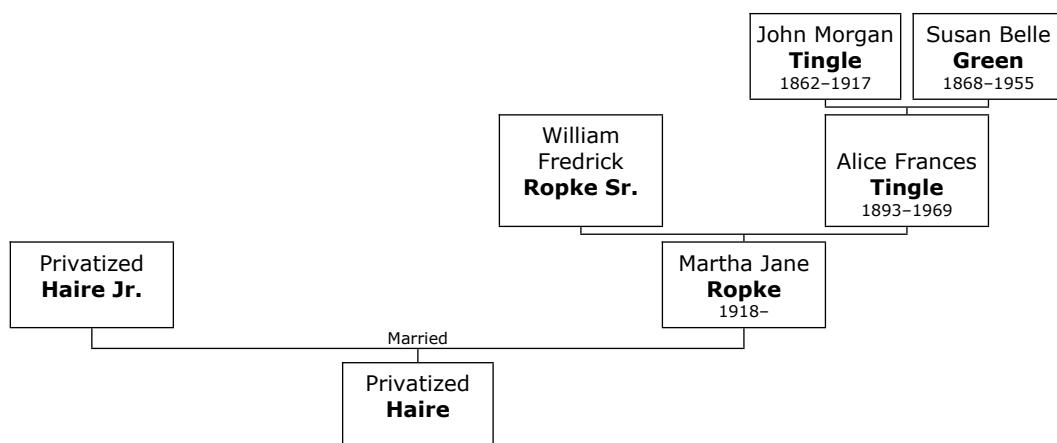 John Morgan
Tingle
1862–1917
Susan Belle
Green
1868–1955
William
Fredrick
Ropke Sr.
Alice Frances
Tingle
1893–1969
Privatized
Haire Jr.
Martha Jane
Ropke
1918–
Married
Privatized
Haire